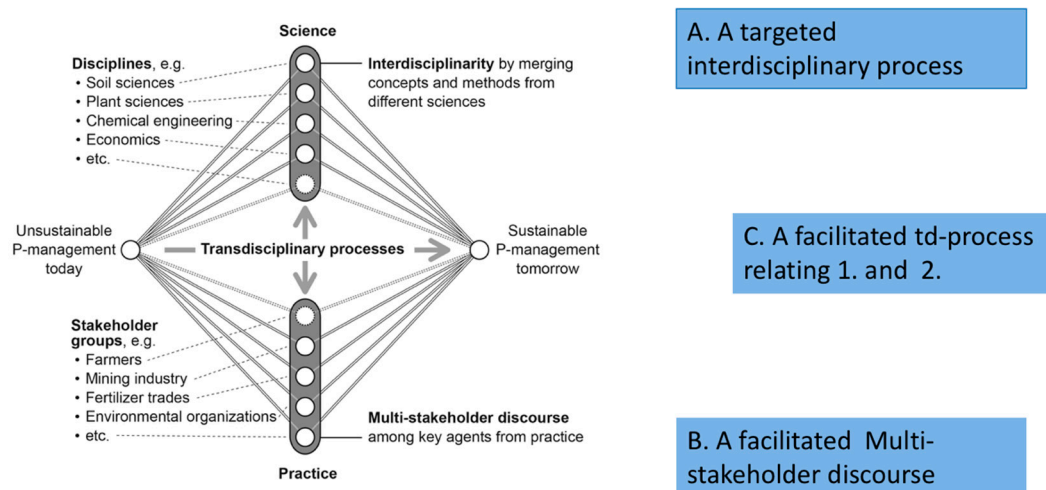 Science
Disciplines, e.g.
• Soil sciences
• Plant sciences
• Chemical engineering
• Economics
• etc.
Interdisciplinarity by merging
concepts and methods from
different sciences
Unsustainable
P-management
today
Transdisciplinary processes
Sustainable
P-management
tomorrow
Stakeholder
groups, e.g.
• Farmers
• Mining industry
• Fertilizer trades
• Environmental organizations
• etc.
Multi-stakeholder discourse
among key agents from practice
Practice
A. A targeted
interdisciplinary process
C. A facilitated td-process
relating 1. and 2.
B. A facilitated Multi-
stakeholder discourse